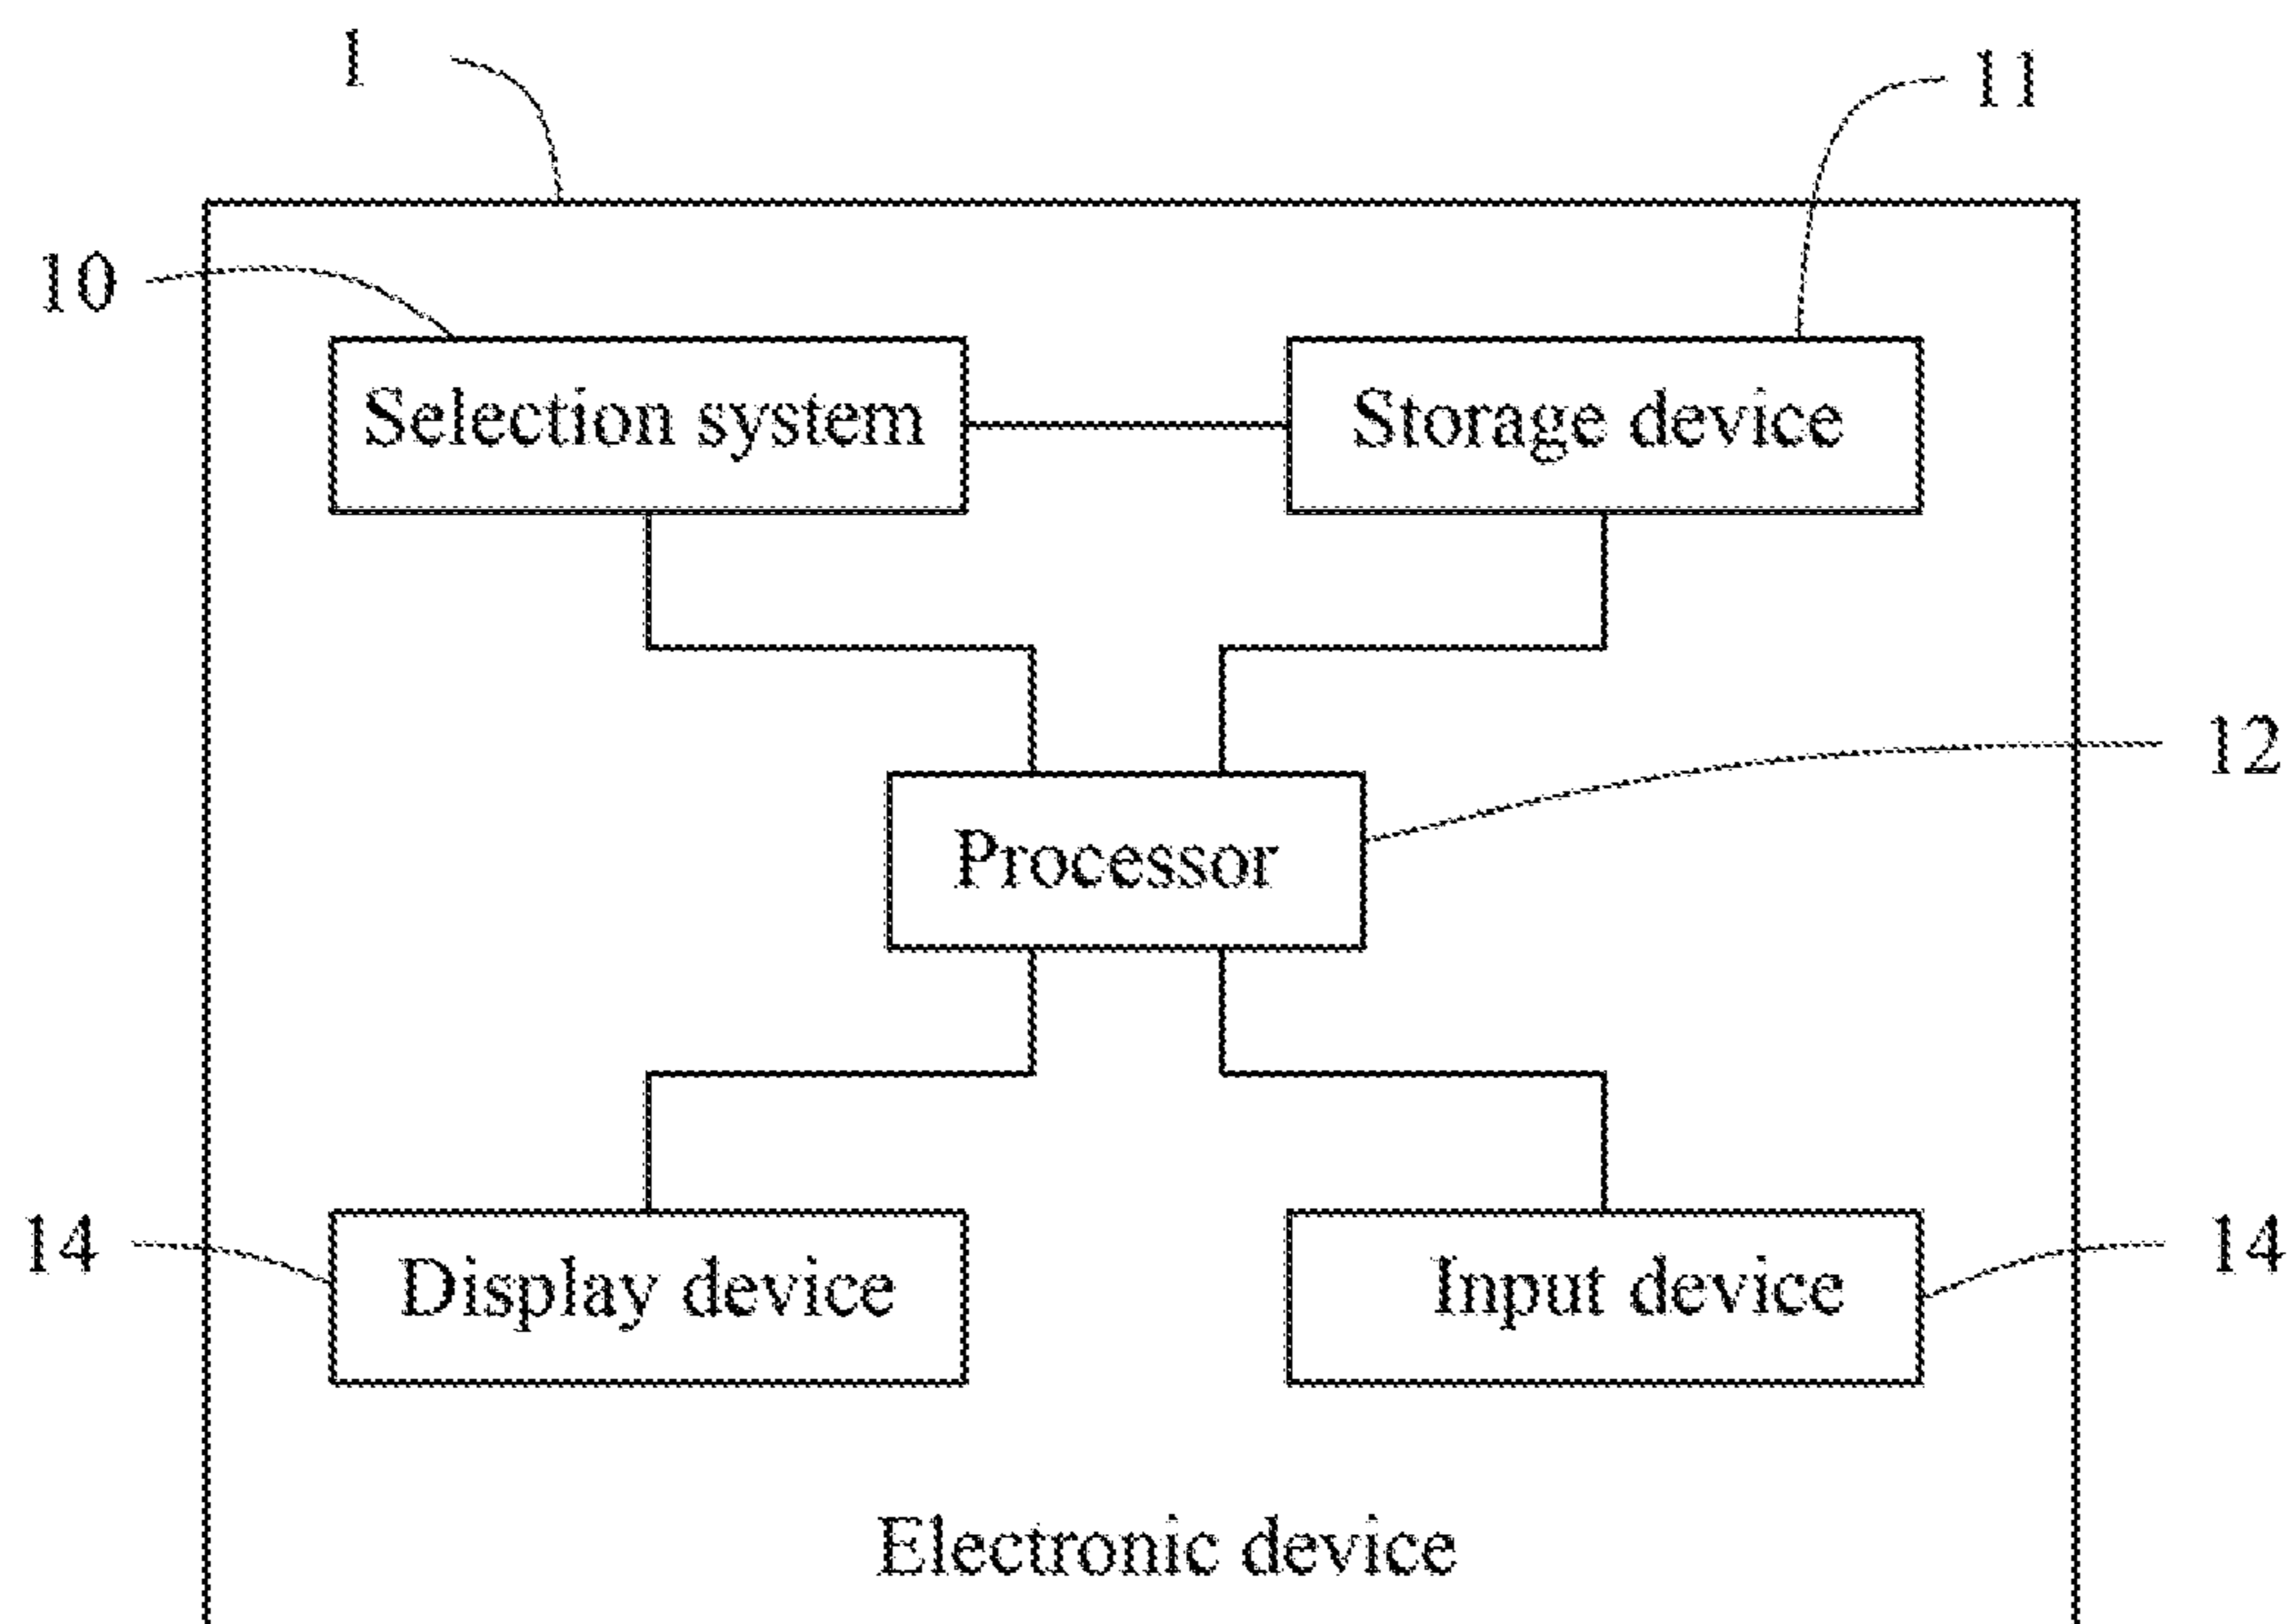 1
11
10
Selection system
Storage device
12
Processor
14
14
Display device
Input device
Electronic device